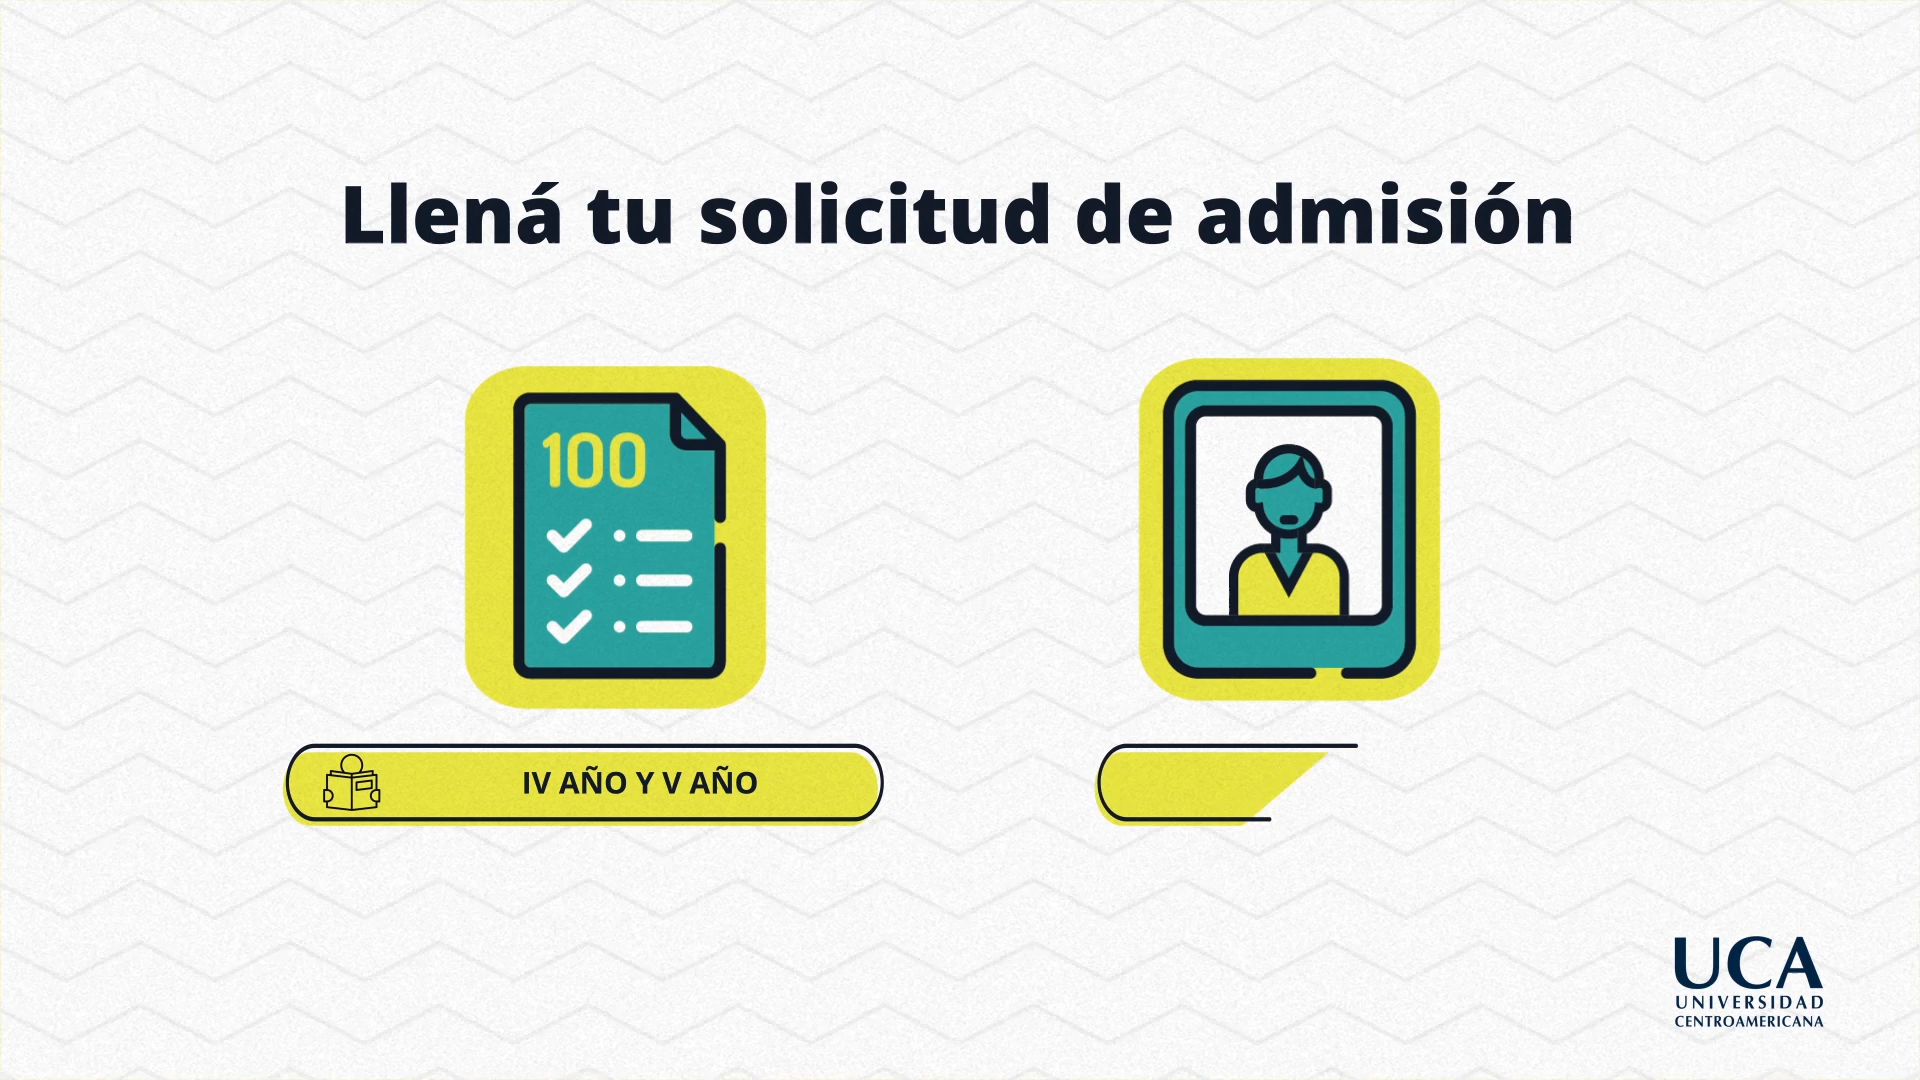 Llená tu solicitud de admisión
100
IV AÑO Y V AÑO
UCA
UNIVERSIDAD
CENTROAMERICANA